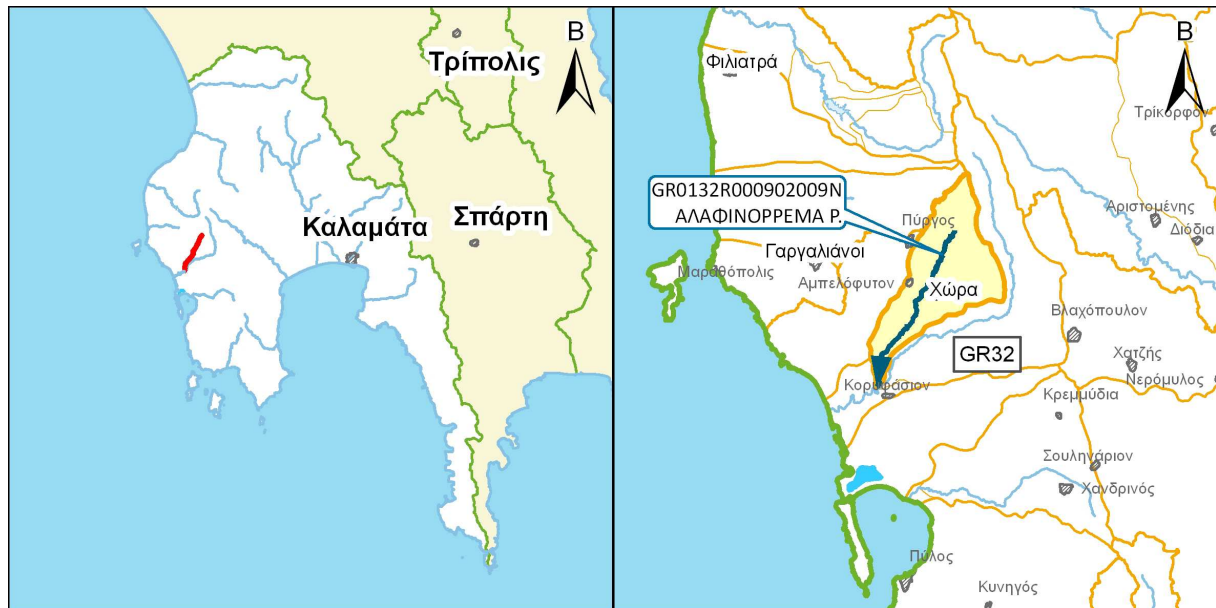 Τρίπολις
Β
Καλαμάτα
Σπάρτη
Β
Φιλιατρά
Τρίκορφον
GR0132R000902009N
ΑΛΑΦΙΝΟΡΡΕΜΑ Ρ.
Αριστομένης
Πύργος
Διόδια
Γαργαλιάνοι
Μαραθόπολις
Αμπελόφυτον
Χώρα
Βλαχόπουλον
GR32
Χατζής
Κορυφάσιον
Νερόμυλος
Κρεμμύδια
Σουληνάριον
Χανδρινός
Πύλος
Κυνηγός